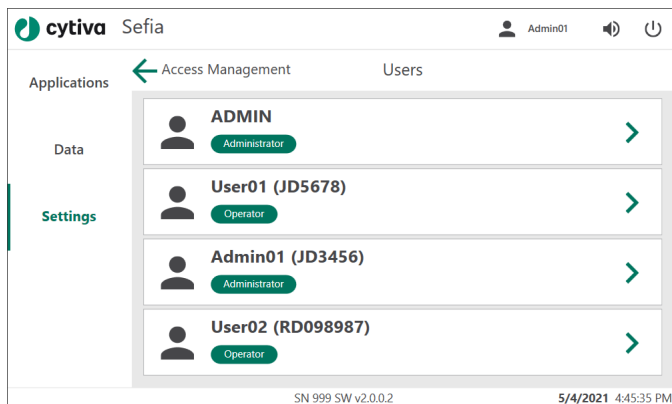 cytiva Sefia Admin01
Applications
Data
Settings
Access Management Users
ADMIN
Administrator
User01 (JD5678)
Operator
Admin01 (JD3456)
Administrator
User02 (RD098987)
Operator
SN 999 SW v2.0.0.2 5/4/2021 4:45:35 PM